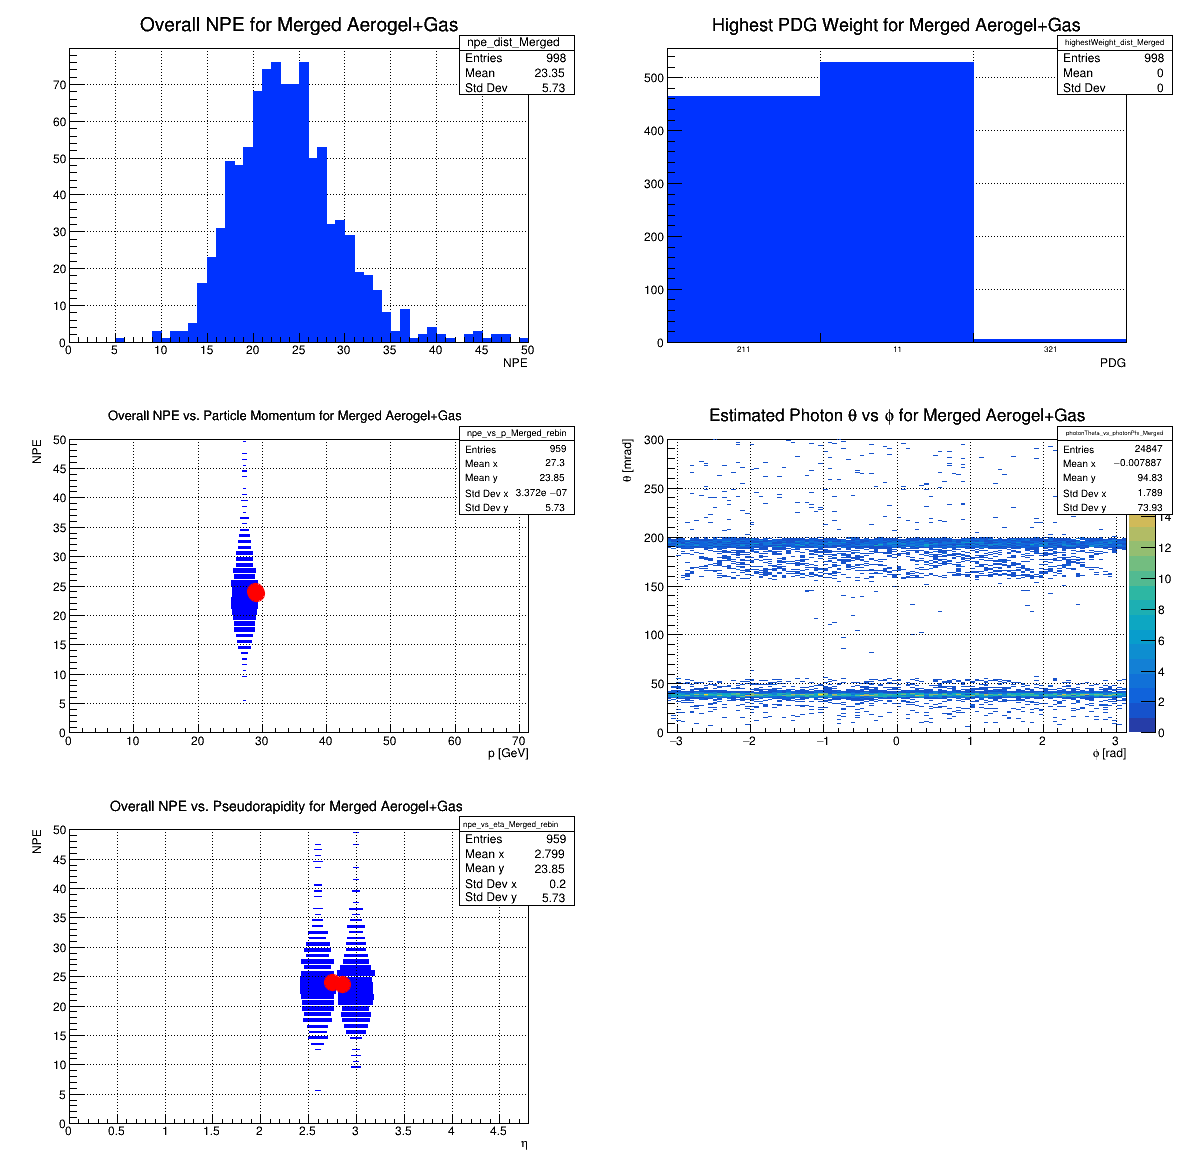 Overall NPE for Merged Aerogel+Gas
npe_dist_Merged
Entries 998
Mean 23.35
Std Dev 5.73
70
60
50
40
30
20
10
0
0 5 10 15 20 25 30 35 40 45 50
NPE
Highest PDG Weight for Merged Aerogel+Gas
highestWeight_dist_Merged
Entries 998
Mean 0
Std Dev 0
500
400
300
200
100
0
211 11 321
PDG
Overall NPE vs. Particle Momentum for Merged Aerogel+Gas
npe_vs_p_Merged_rebin
Entries 959
Mean x 27.3
Mean y 23.85
Std Dev x 3.372e −07
Std Dev y 5.73
NPE
50
45
40
35
30
25
20
15
10
5
0
0 10 20 30 40 50 60 70
p [GeV]
Estimated Photon θ vs ϕ for Merged Aerogel+Gas
photonTheta_vs_photonPhi_Merged
Entries 24847
Mean x −0.007887
Mean y 94.83
Std Dev x 1.789
Std Dev y 73.93
θ [mrad]
300
250
200
150
100
50
0
−3 −2 −1 0 1 2 3
ϕ [rad]
14
12
10
8
6
4
2
0
Overall NPE vs. Pseudorapidity for Merged Aerogel+Gas
npe_vs_eta_Merged_rebin
Entries 959
Mean x 2.799
Mean y 23.85
Std Dev x 0.2
Std Dev y 5.73
NPE
50
45
40
35
30
25
20
15
10
5
0
0 0.5 1 1.5 2 2.5 3 3.5 4 4.5
η